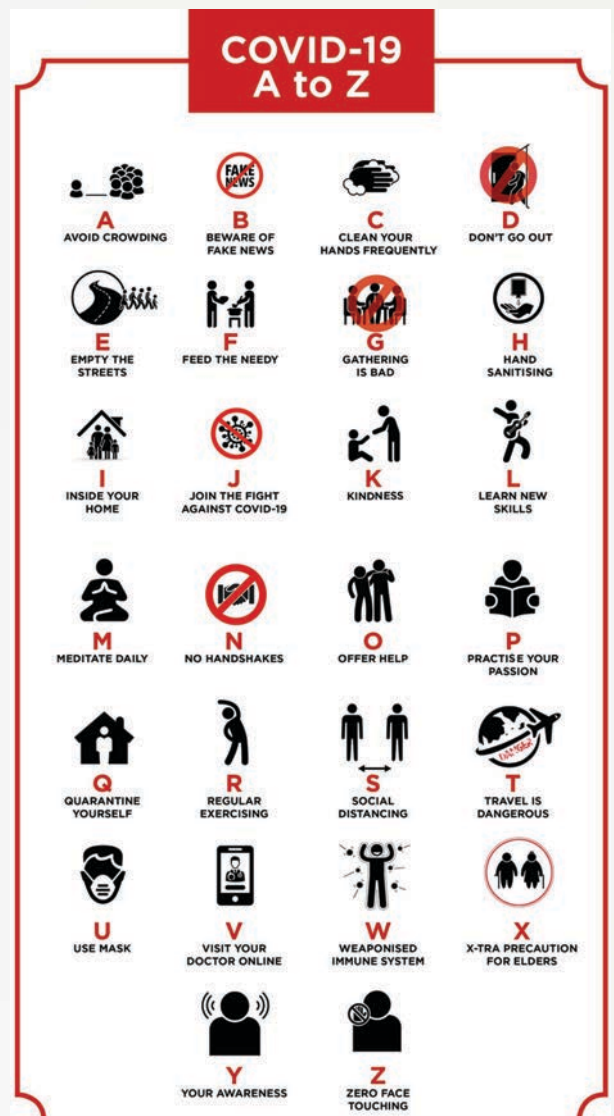 COVID-19
A to Z
FAKE
NEWS
A
AVOID CROWDING
B
BEWARE OF
FAKE NEWS
C
CLEAN YOUR
HANDS FREQUENTLY
D
DON'T GO OUT
E
EMPTY THE
STREETS
F
FEED THE NEEDY
G
GATHERING
IS BAD
H
HAND
SANITISING
I
INSIDE YOUR
HOME
J
JOIN THE FIGHT
AGAINST COVID-19
K
KINDNESS
L
LEARN NEW
SKILLS
M
MEDITATE DAILY
N
NO HANDSHAKES
O
OFFER HELP
P
PRACTISE YOUR
PASSION
Q
QUARANTINE
YOURSELF
R
REGULAR
EXERCISING
S
SOCIAL
DISTANCING
T
TRAVEL IS
DANGEROUS
U
USE MASK
V
VISIT YOUR
DOCTOR ONLINE
W
WEAPONISED
IMMUNE SYSTEM
X
X-TRA PRECAUTION
FOR ELDERS
Y
YOUR AWARENESS
Z
ZERO FACE
TOUCHING